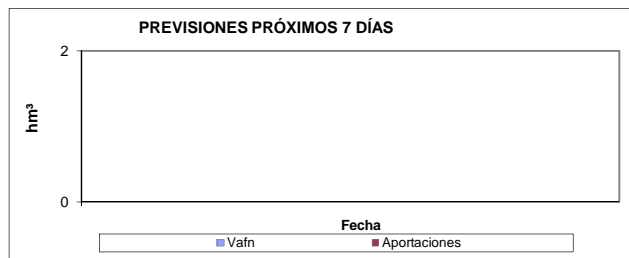 PREVISIONES PRÓXIMOS 7 DÍAS
2
hm³
0
Fecha
Vafn Aportaciones